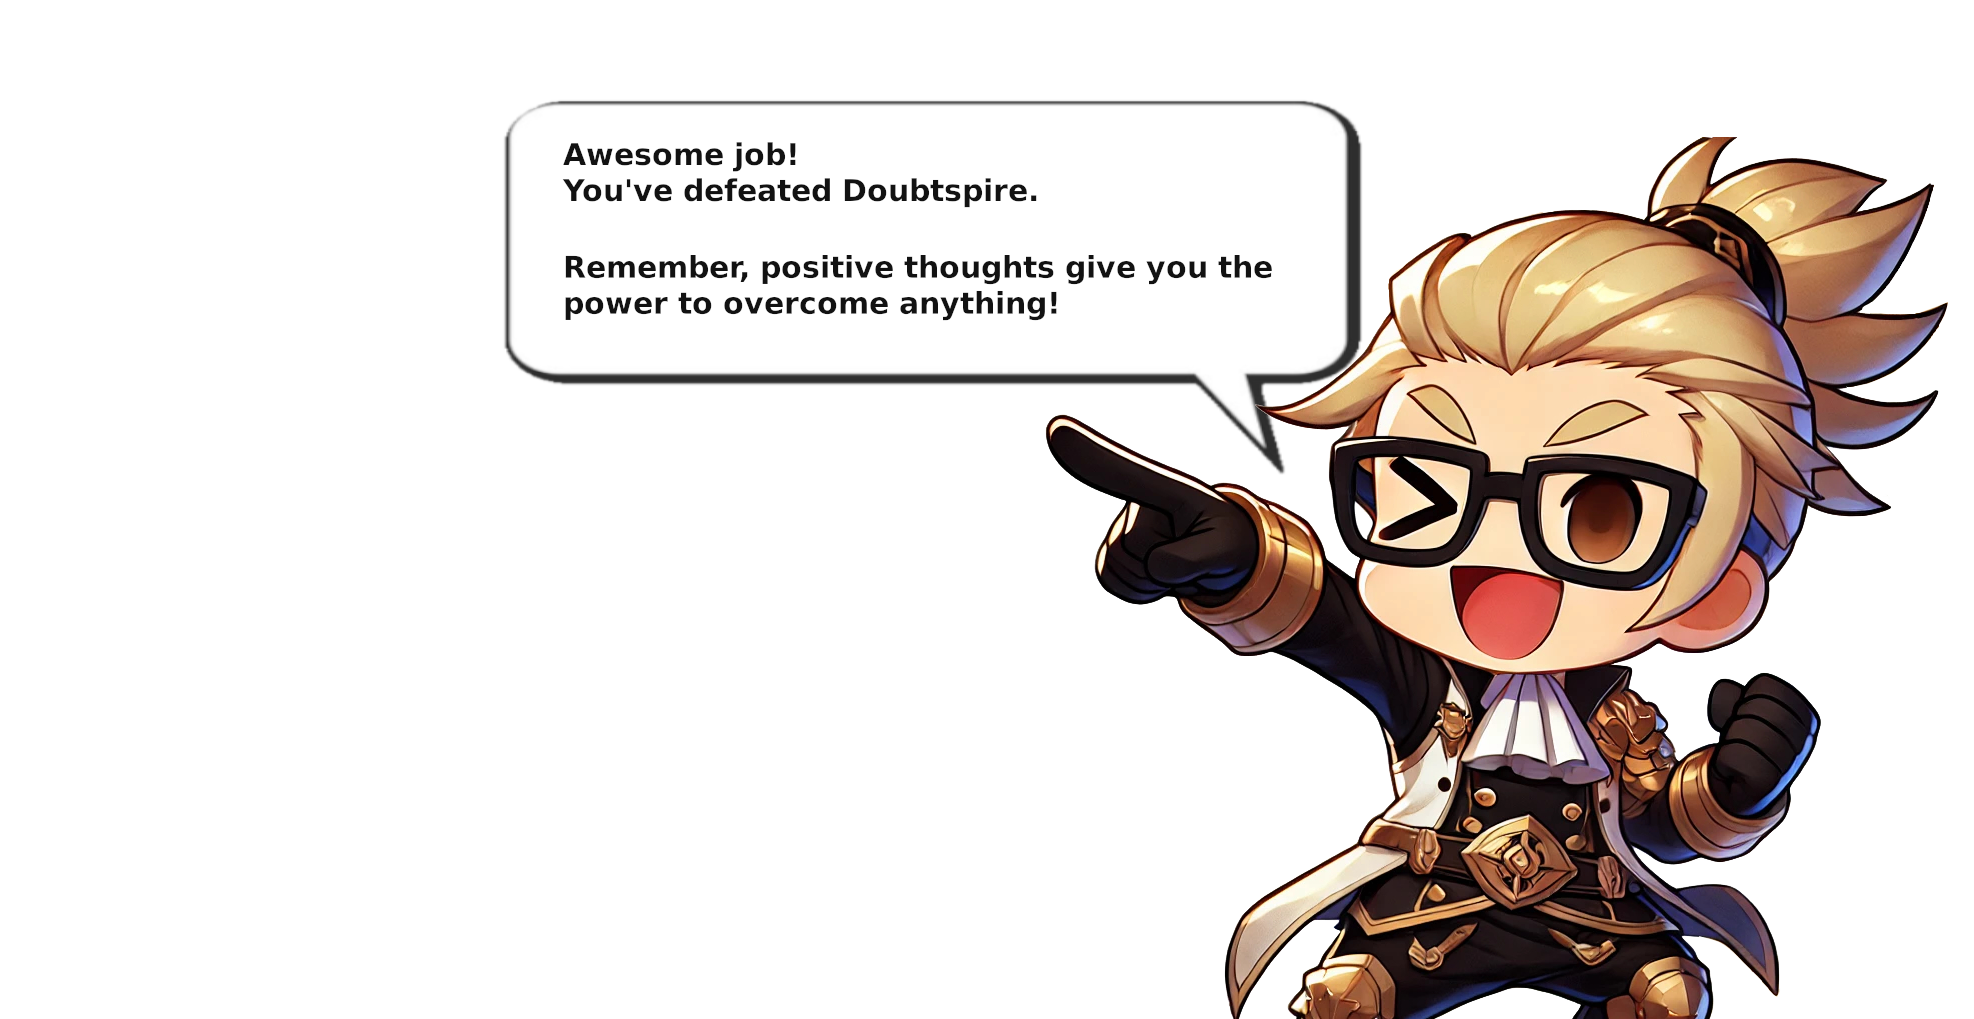 Awesome job!
You've defeated Doubtspire.
Remember, positive thoughts give you the
power to overcome anything!